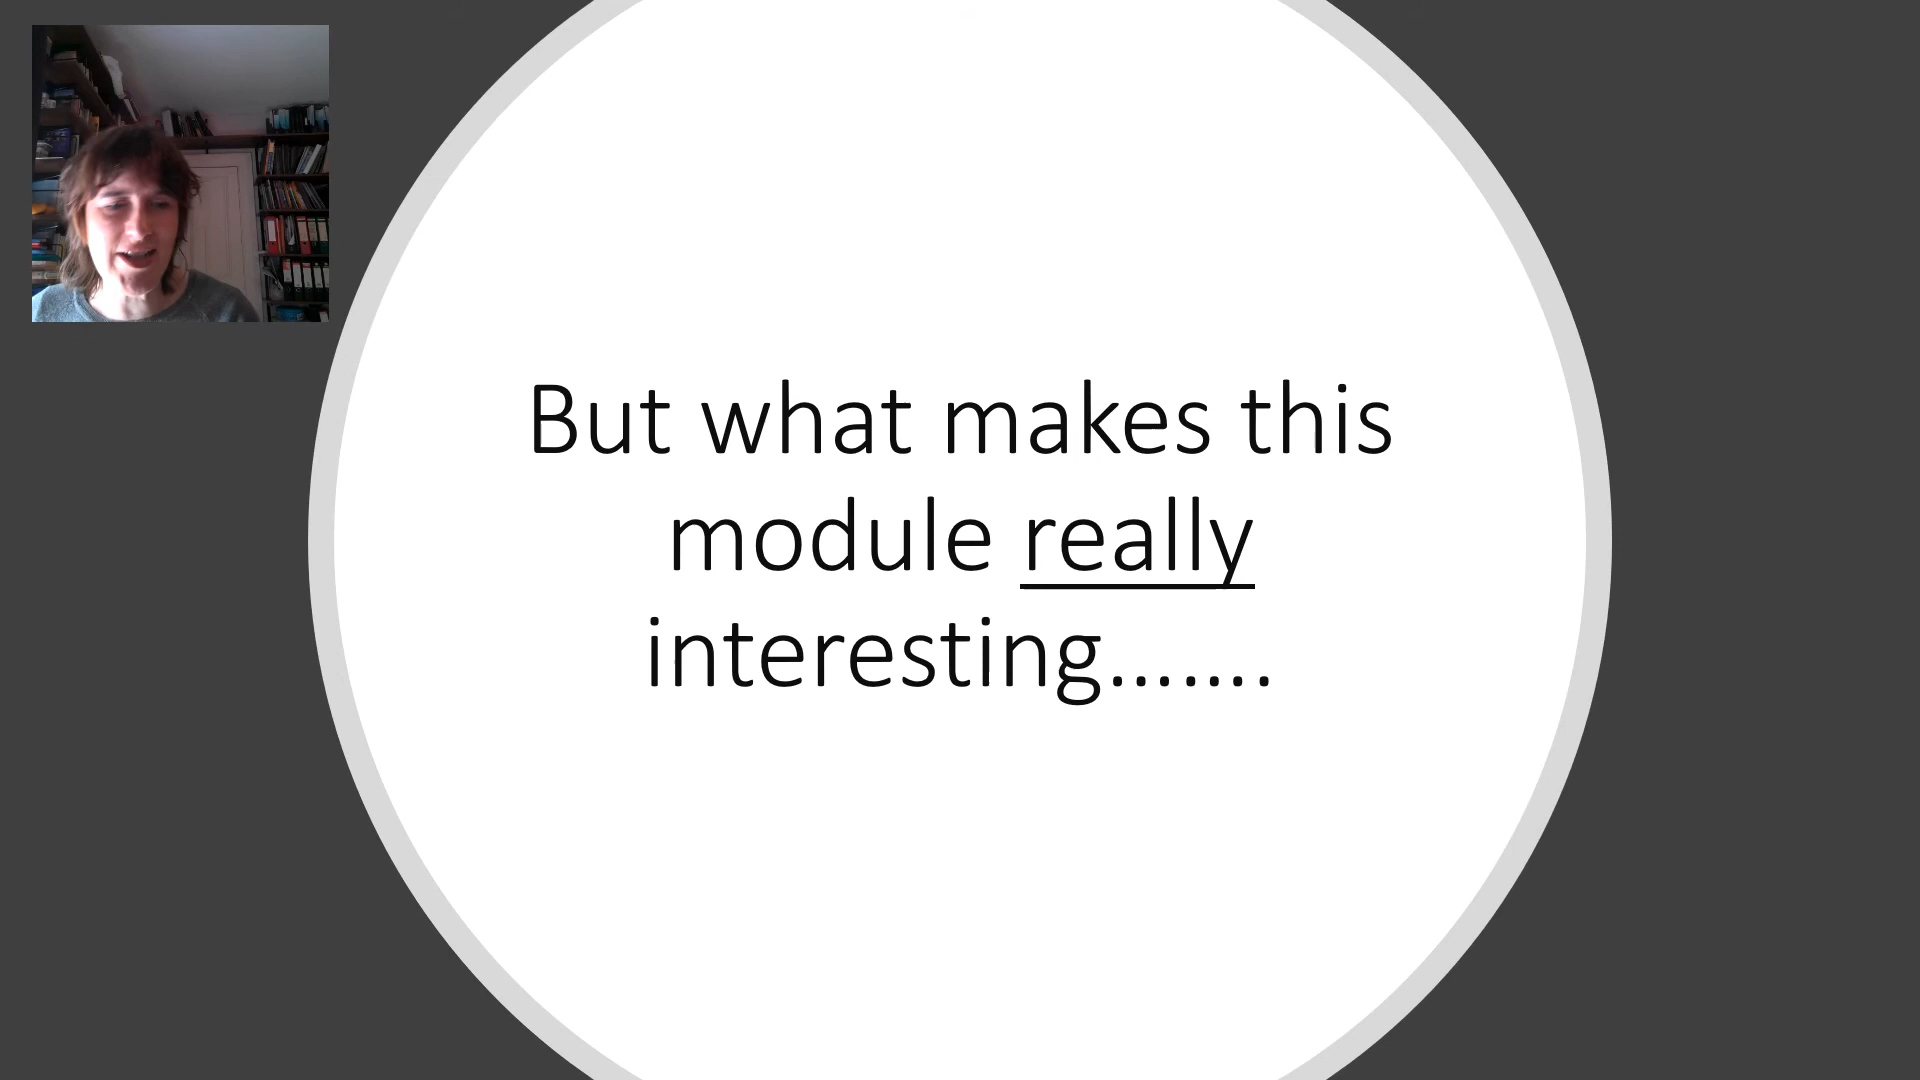 But what makes this
module really
interesting…….